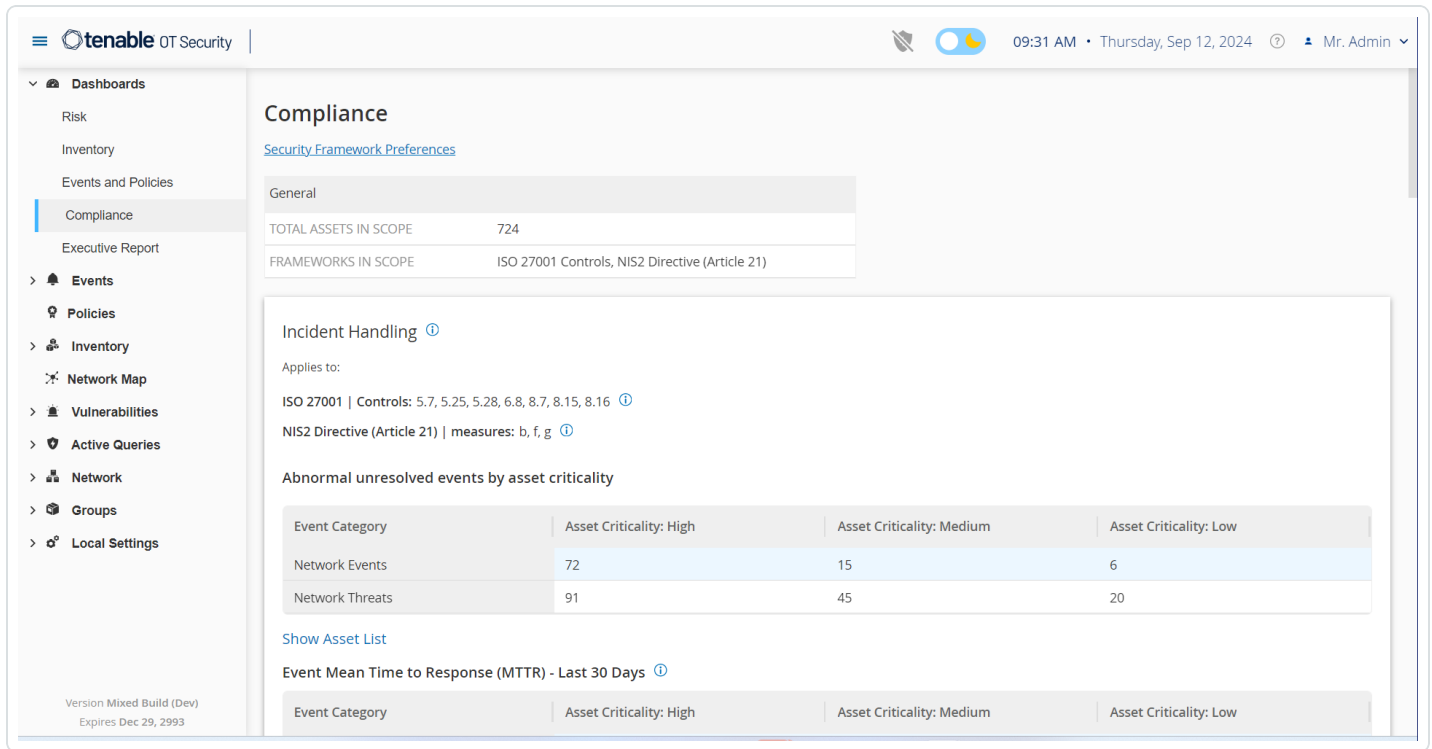 tenable OT Security
09:31 AM • Thursday, Sep 12, 2024 ? Mr. Admin
Dashboards
Risk
Inventory
Events and Policies
Compliance
Executive Report
Events
Policies
Inventory
Network Map
Vulnerabilities
Active Queries
Network
Groups
Local Settings
Version Mixed Build (Dev)
Expires Dec 29, 2993
Compliance
Security Framework Preferences
General
TOTAL ASSETS IN SCOPE 724
FRAMEWORKS IN SCOPE ISO 27001 Controls, NIS2 Directive (Article 21)
Incident Handling
Applies to:
ISO 27001 | Controls: 5.7, 5.25, 5.28, 6.8, 8.7, 8.15, 8.16
NIS2 Directive (Article 21) | measures: b, f, g
Abnormal unresolved events by asset criticality
Event Category Asset Criticality: High Asset Criticality: Medium Asset Criticality: Low
Network Events 72 15 6
Network Threats 91 45 20
Show Asset List
Event Mean Time to Response (MTTR) - Last 30 Days
Event Category Asset Criticality: High Asset Criticality: Medium Asset Criticality: Low